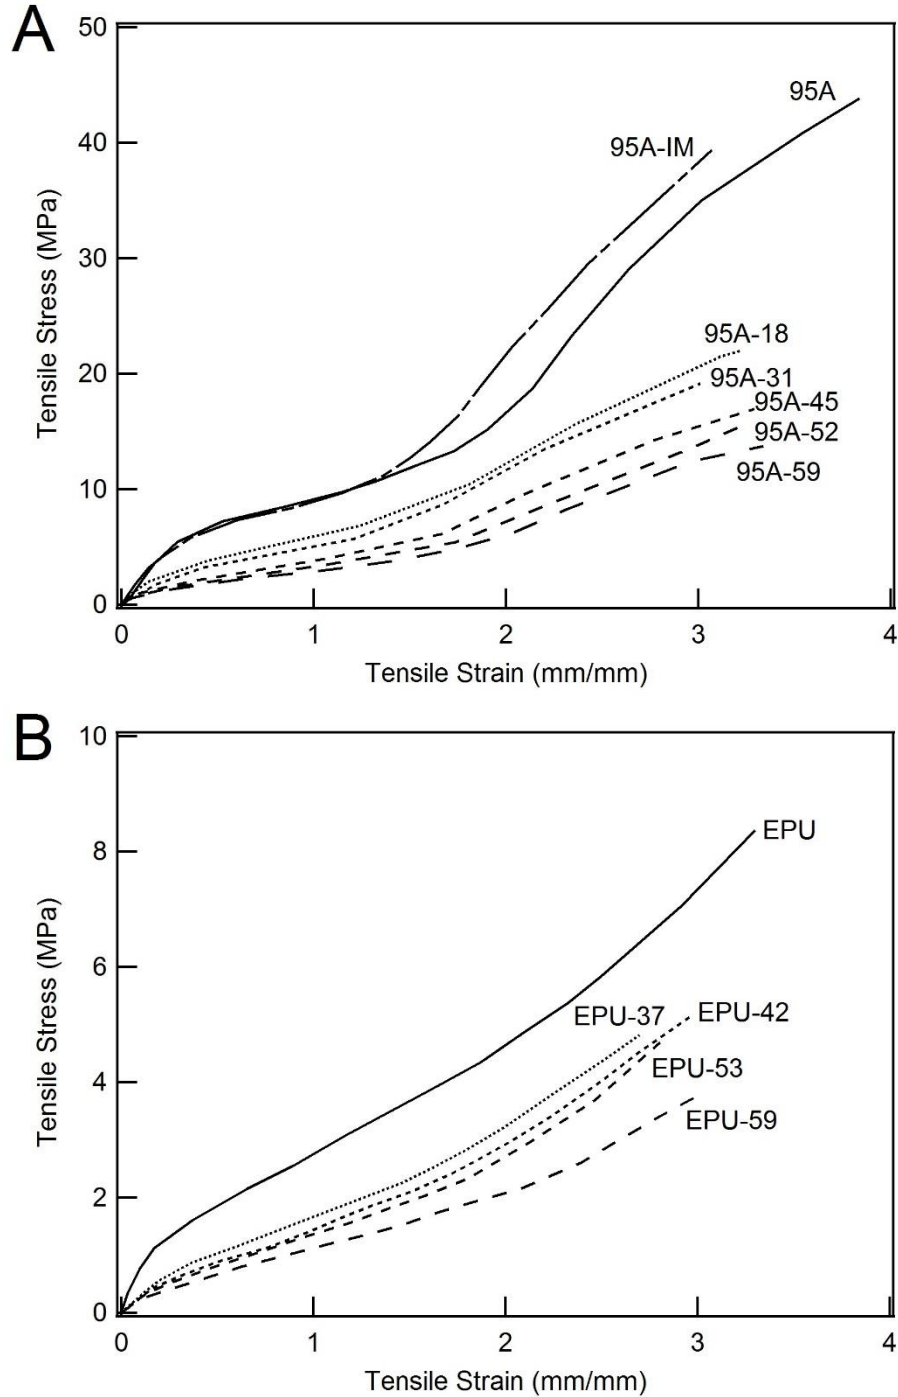 A
50
40
30
20
10
0
Tensile Stress (MPa)
95A
95A-IM
95A-18
95A-31
95A-45
95A-52
95A-59
0 1 2 3 4
Tensile Strain (mm/mm)
B
10
8
6
4
2
0
Tensile Stress (MPa)
EPU
EPU-37
EPU-42
EPU-53
EPU-59
0 1 2 3 4
Tensile Strain (mm/mm)